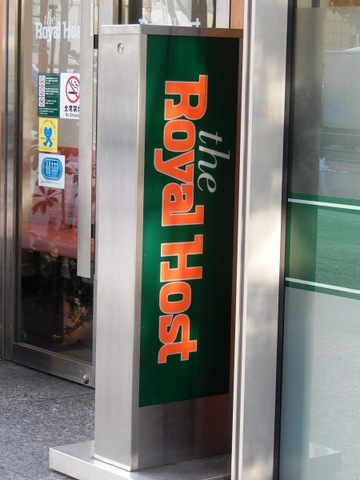 the
Royal Host
the
Royal Host
全席禁煙